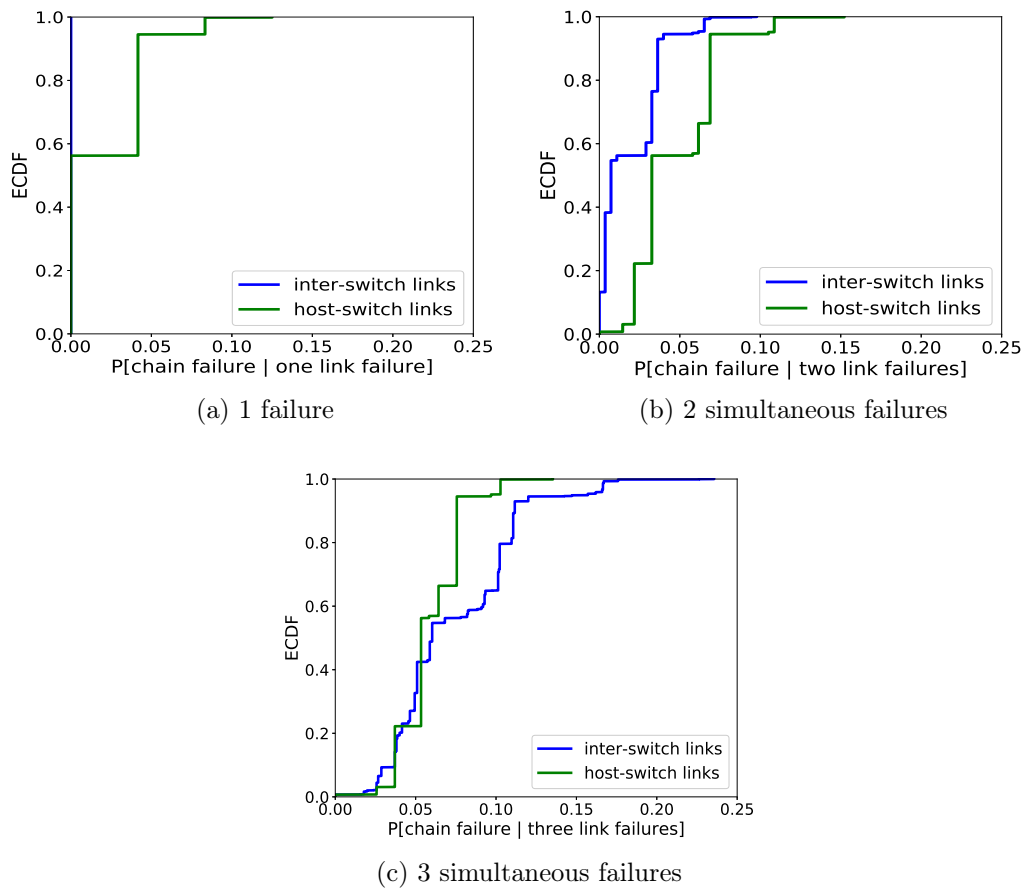 1.0
0.8
0.6
0.4
0.2
0.0
ECDF
0.00 0.05 0.10 0.15 0.20 0.25
P[chain failure | one link failure]
inter-switch links
host-switch links
(a) 1 failure
1.0
0.8
0.6
0.4
0.2
0.0
ECDF
0.00 0.05 0.10 0.15 0.20 0.25
P[chain failure | two link failures]
inter-switch links
host-switch links
(b) 2 simultaneous failures
1.0
0.8
0.6
0.4
0.2
0.0
ECDF
0.00 0.05 0.10 0.15 0.20 0.25
P[chain failure | three link failures]
inter-switch links
host-switch links
(c) 3 simultaneous failures